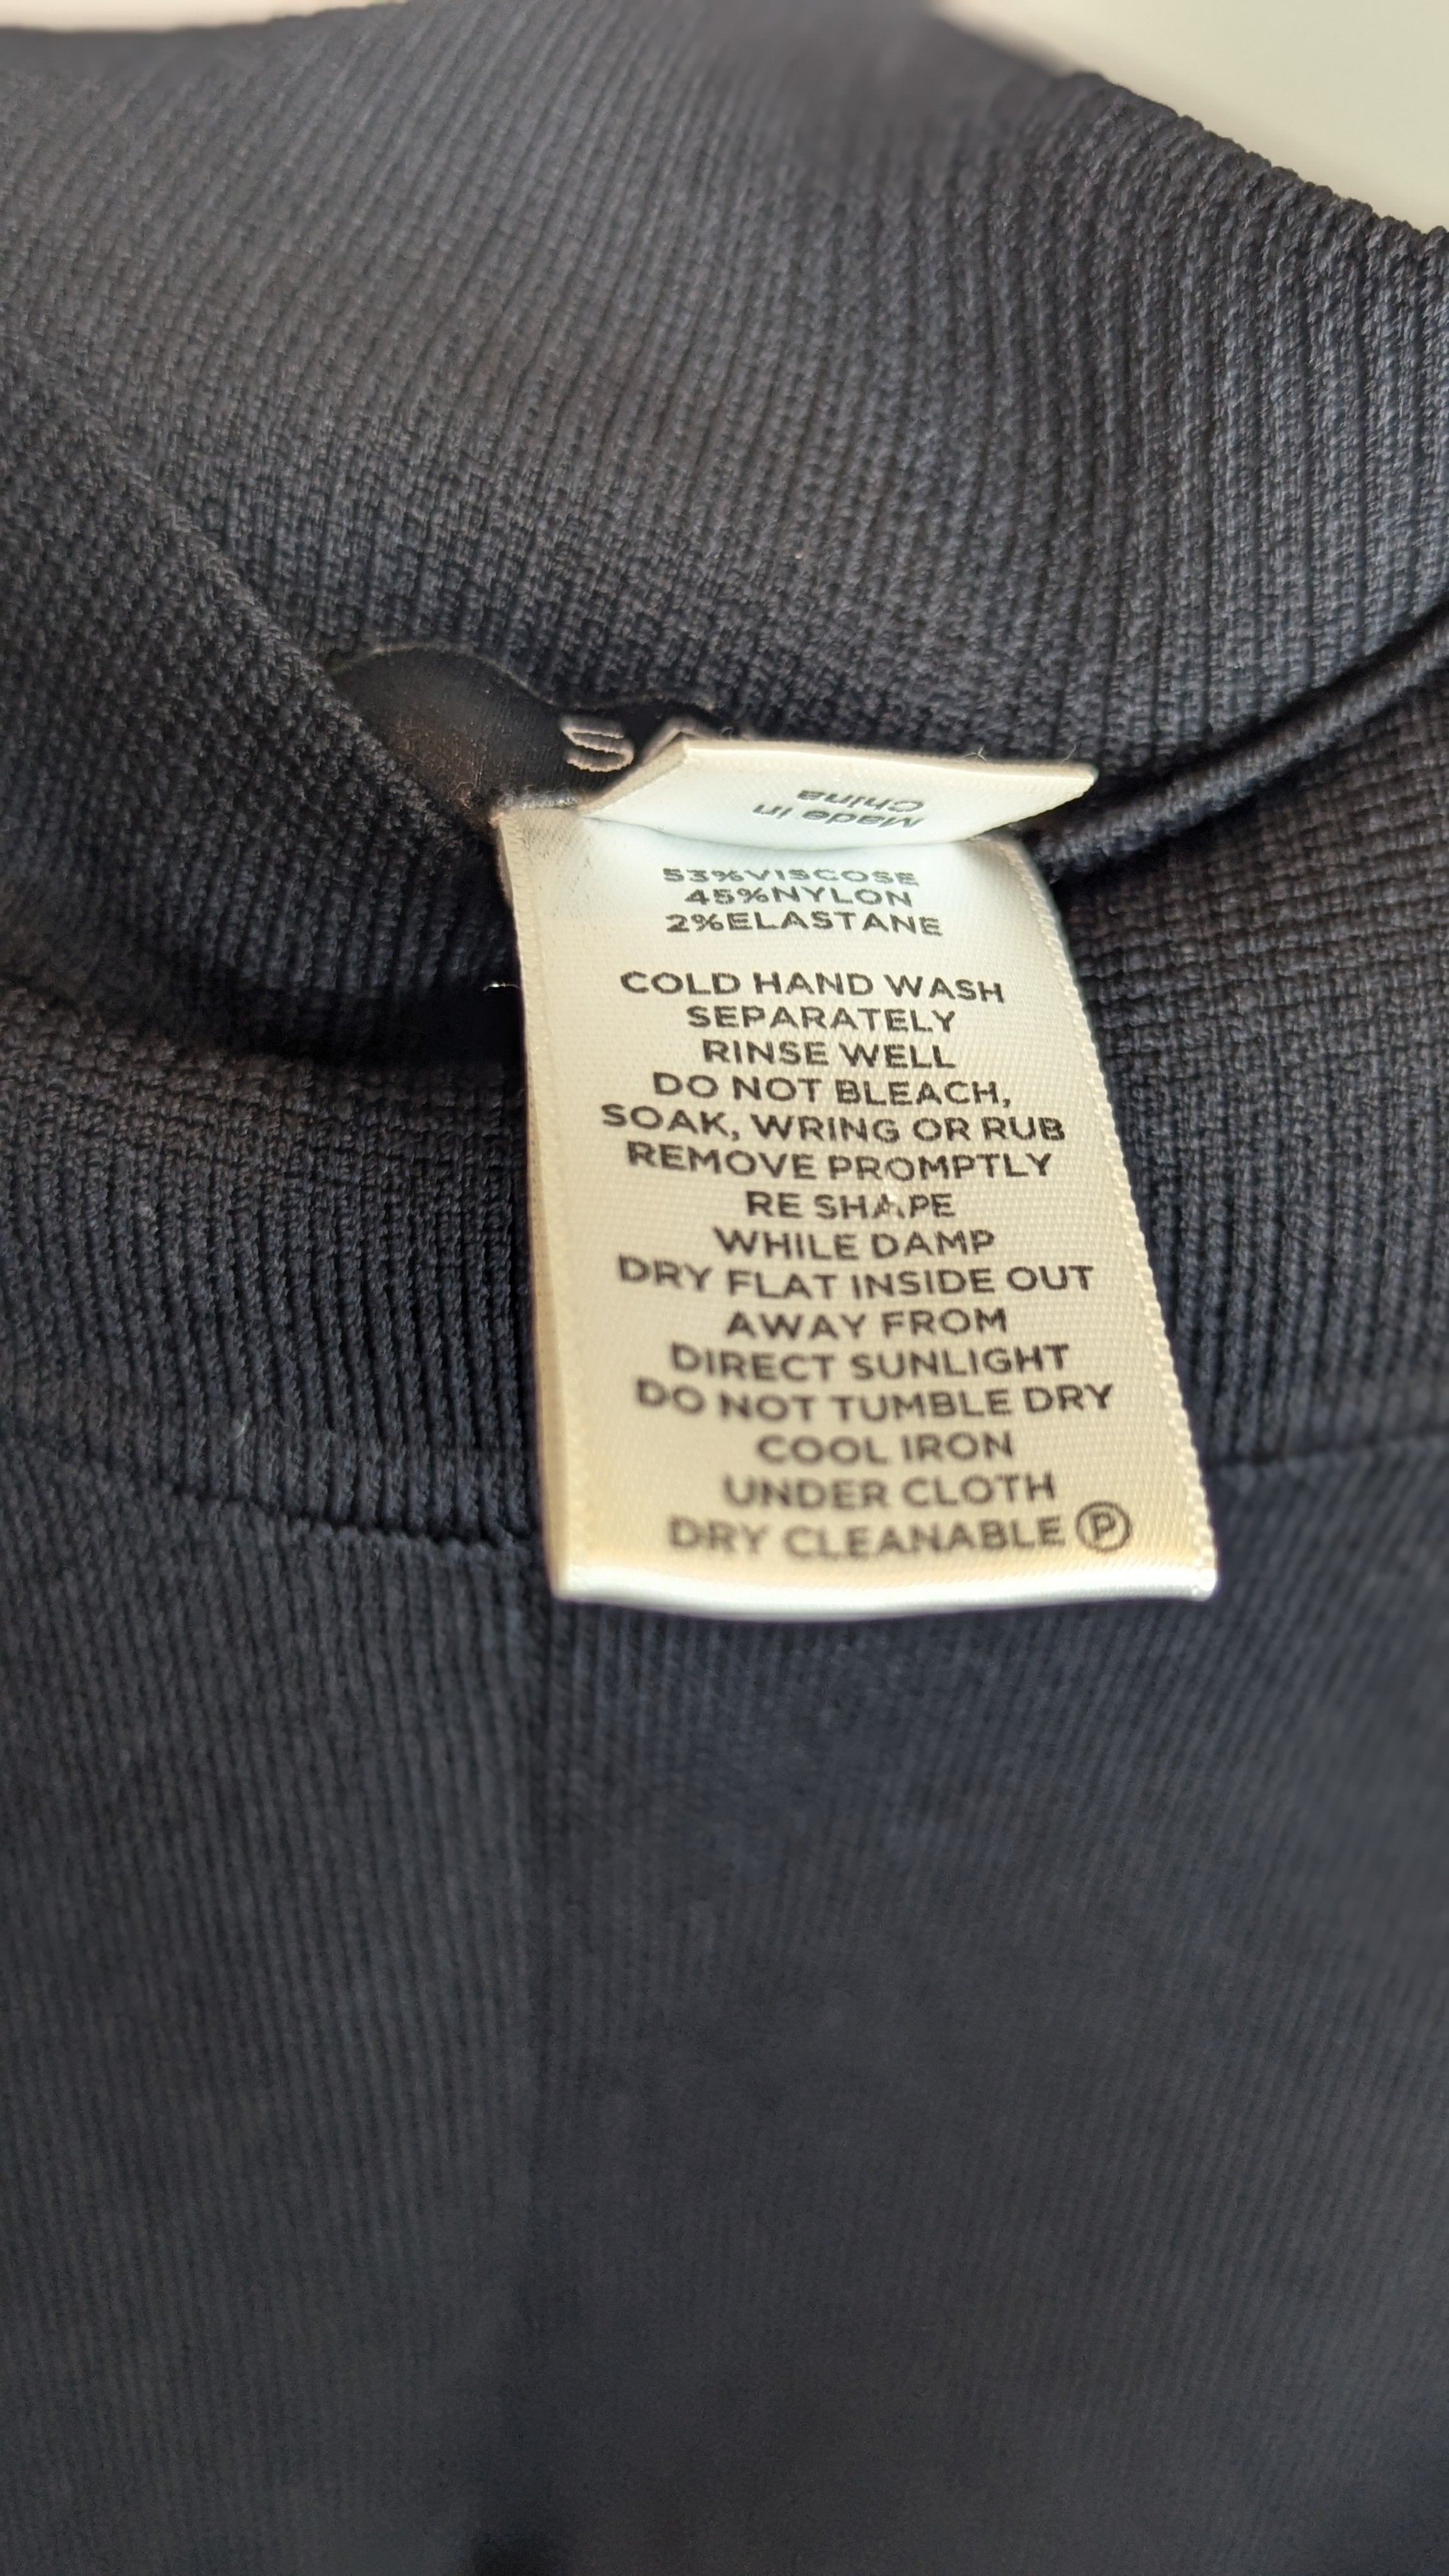 Made in
China
53%VISCOSE
45%NYLON
2%ELASTANE
COLD HAND WASH
SEPARATELY
RINSE WELL
DO NOT BLEACH,
SOAK, WRING OR RUB
REMOVE PROMPTLY
RE SHAPE
WHILE DAMP
DRY FLAT INSIDE OUT
AWAY FROM
DIRECT SUNLIGHT
DO NOT TUMBLE DRY
COOL IRON
UNDER CLOTH
DRY CLEANABLE Ⓟ